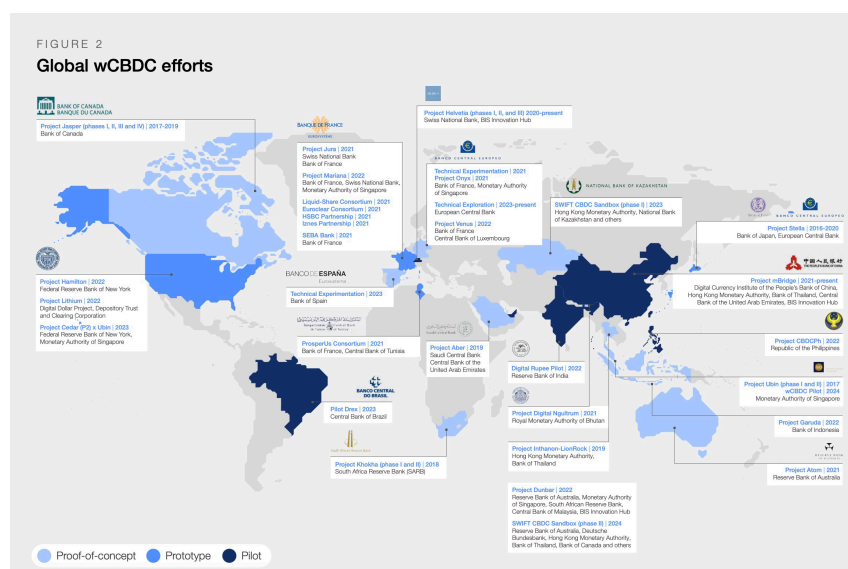 FIGURE 2
Global wCBDC efforts
BANK OF CANADA
BANQUE DU CANADA
Project Jasper (phases I, II, III and IV) | 2017-2019
Bank of Canada
BANQUE DE FRANCE
EUROSYSTÈME
Project Jura | 2021
Swiss National Bank
Bank of France
Project Mariana | 2022
Bank of France, Swiss National Bank,
Monetary Authority of Singapore
Liquid-Share Consortium | 2021
Euroclear Consortium | 2021
HSBC Partnership | 2021
Iznes Partnership | 2021
SEBA Bank | 2021
Bank of France
Project Helvetia (phases I, II, and III) 2020-present
Swiss National Bank, BIS Innovation Hub
BANCO CENTRAL EUROPEO
Technical Experimentation | 2021
Project Onyx | 2021
Bank of France, Monetary Authority
of Singapore
Technical Exploration | 2023-present
European Central Bank
Project Venus | 2022
Bank of France
Central Bank of Luxembourg
NATIONAL BANK OF KAZAKHSTAN
SWIFT CBDC Sandbox (phase I) | 2023
Hong Kong Monetary Authority, National Bank
of Kazakhstan and others
BANCO CENTRAL EUROPEO
Project Stella | 2016-2020
Bank of Japan, European Central Bank
中国人民银行
THE PEOPLE'S BANK OF CHINA
Project mBridge | 2021-present
Digital Currency Institute of the People's Bank of China,
Hong Kong Monetary Authority, Bank of Thailand, Central
Bank of the United Arab Emirates, BIS Innovation Hub
Project Hamilton | 2022
Federal Reserve Bank of New York
Project Lithium | 2022
Digital Dollar Project, Depository Trust
and Clearing Corporation
Project Cedar (P2) x Ubin | 2023
Federal Reserve Bank of New York,
Monetary Authority of Singapore
BANCO DE ESPAÑA
Eurosistema
Technical Experimentation | 2023
Bank of Spain
ProsperUs Consortium | 2021
Bank of France, Central Bank of Tunisia
Project Aber | 2019
Saudi Central Bank
Central Bank of the
United Arab Emirates
Digital Rupee Pilot | 2022
Reserve Bank of India
Project CBDCPh | 2022
Republic of the Philippines
Project Ubin (phase I and II) | 2017
wCBDC Pilot | 2024
Monetary Authority of Singapore
BANCO CENTRAL
DO BRASIL
Pilot Drex | 2023
Central Bank of Brazil
Project Digital Ngultrum | 2021
Royal Monetary Authority of Bhutan
Project Garuda | 2022
Bank of Indonesia
Project Khokha (phase I and II) | 2018
South Africa Reserve Bank (SARB)
Project Inthanon-LionRock | 2019
Hong Kong Monetary Authority,
Bank of Thailand
RESERVE BANK
OF AUSTRALIA
Project Atom | 2021
Reserve Bank of Australia
Project Dunbar | 2022
Reserve Bank of Australia, Monetary Authority
of Singapore, South African Reserve Bank,
Central Bank of Malaysia, BIS Innovation Hub
SWIFT CBDC Sandbox (phase II) | 2024
Reserve Bank of Australia, Deutsche
Bundesbank, Hong Kong Monetary Authority,
Bank of Thailand, Bank of Canada and others
Proof-of-concept
Prototype
Pilot